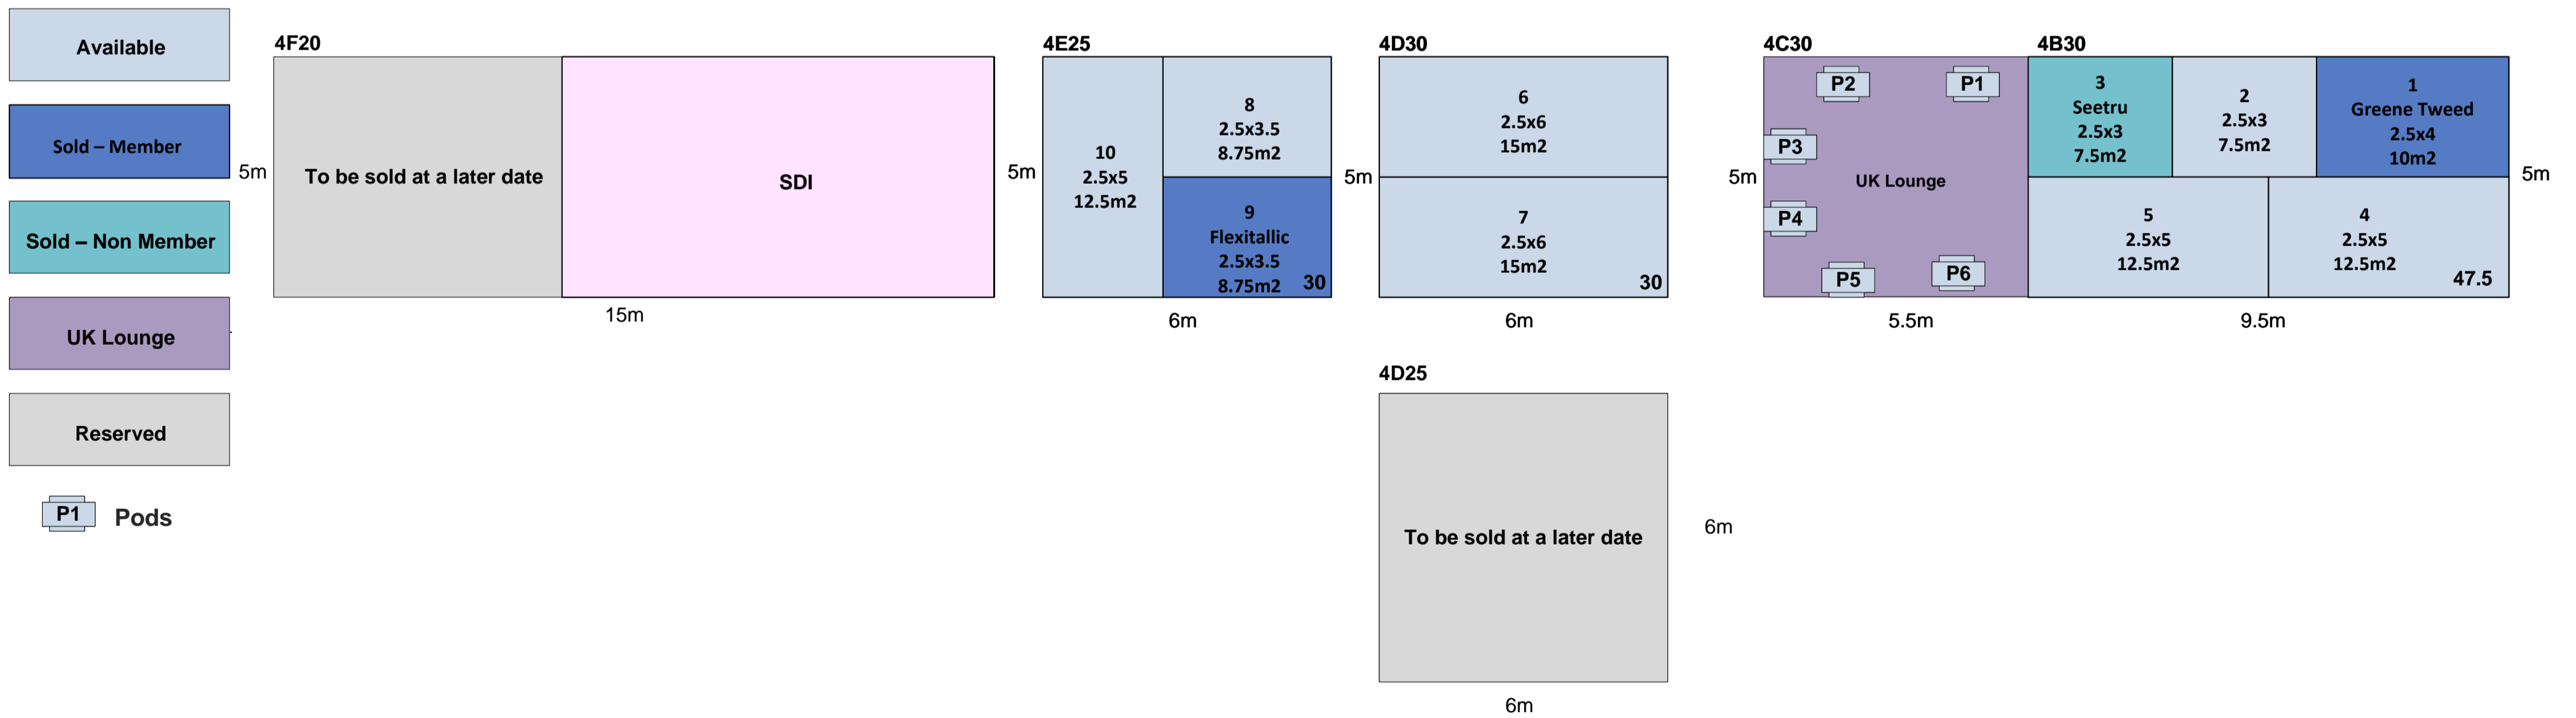 Available
Sold – Member
Sold – Non Member
UK Lounge
Reserved
P1
Pods
4F20
5m
To be sold at a later date
SDI
15m
4E25
5m
10
2.5x5
12.5m2
8
2.5x3.5
8.75m2
9
Flexitallic
2.5x3.5
8.75m2
30
6m
4D30
5m
6
2.5x6
15m2
7
2.5x6
15m2
30
6m
4D25
To be sold at a later date
6m
6m
4C30
5m
P2
P1
P3
UK Lounge
P4
P5
P6
5.5m
4B30
3
Seetru
2.5x3
7.5m2
2
2.5x3
7.5m2
1
Greene Tweed
2.5x4
10m2
5
2.5x5
12.5m2
4
2.5x5
12.5m2
47.5
5m
9.5m